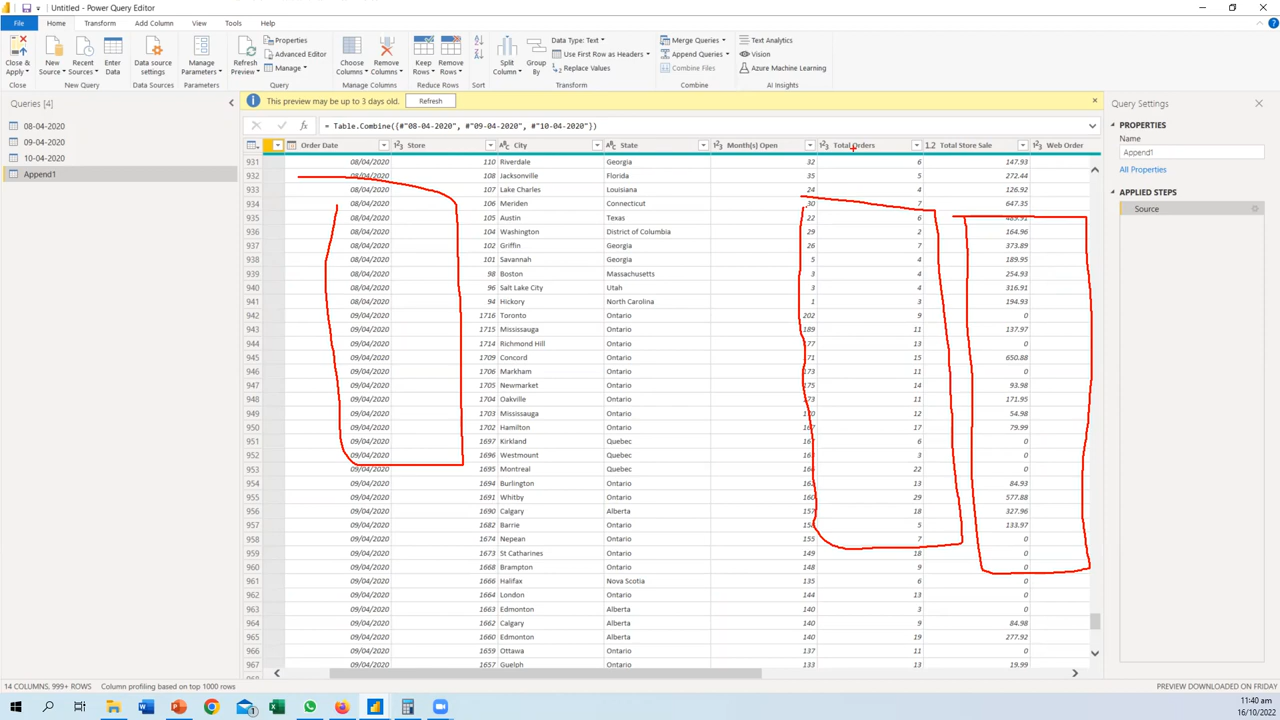 Untitled - Power Query Editor
File Home Transform Add Column View Tools Help
Close & Apply New Source Recent Sources Enter Data Data source settings Manage Parameters Refresh Preview Properties Advanced Editor Manage Choose Columns Remove Columns Keep Rows Remove Rows Split Column Group By Data Type: Text Use First Row as Headers Replace Values Merge Queries Append Queries Combine Files Text Analytics Vision Azure Machine Learning
Close New Query Data Sources Parameters Query Manage Columns Reduce Rows Sort Transform Combine AI Insights
Queries [4]
08-04-2020
09-04-2020
10-04-2020
Append1
This preview may be up to 3 days old. Refresh
= Table.Combine({#"08-04-2020", #"09-04-2020", #"10-04-2020"})
Order Date Store City State Month(s) Open Total Orders Total Store Sale Web Order
931 08/04/2020 110 Riverdale Georgia 32 6 147.93
932 08/04/2020 108 Jacksonville Florida 35 5 272.44
933 08/04/2020 107 Lake Charles Louisiana 24 4 126.92
934 08/04/2020 106 Meriden Connecticut 30 7 647.35
935 08/04/2020 105 Austin Texas 22 6
936 08/04/2020 104 Washington District of Columbia 29 2 164.96
937 08/04/2020 102 Griffin Georgia 26 7 373.89
938 08/04/2020 101 Savannah Georgia 5 4 189.95
939 08/04/2020 98 Boston Massachusetts 3 4 254.93
940 08/04/2020 96 Salt Lake City Utah 3 4 316.91
941 08/04/2020 94 Hickory North Carolina 1 3 194.93
942 09/04/2020 1716 Toronto Ontario 202 9 0
943 09/04/2020 1715 Mississauga Ontario 189 11 137.97
944 09/04/2020 1714 Richmond Hill Ontario 13 0
945 09/04/2020 1709 Concord Ontario 15 650.88
946 09/04/2020 1706 Markham Ontario 11 0
947 09/04/2020 1705 Newmarket Ontario 14 93.98
948 09/04/2020 1704 Oakville Ontario 11 171.95
949 09/04/2020 1703 Mississauga Ontario 12 54.98
950 09/04/2020 1702 Hamilton Ontario 17 79.99
951 09/04/2020 1697 Kirkland Quebec 6 0
952 09/04/2020 1696 Westmount Quebec 3 0
953 09/04/2020 1695 Montreal Quebec 22 0
954 09/04/2020 1694 Burlington Ontario 13 84.93
955 09/04/2020 1691 Whitby Ontario 29 577.88
956 09/04/2020 1690 Calgary Alberta 18 327.96
957 09/04/2020 1682 Barrie Ontario 5 133.97
958 09/04/2020 1674 Nepean Ontario 155 7 0
959 09/04/2020 1673 St Catharines Ontario 149 18 0
960 09/04/2020 1668 Brampton Ontario 148 9 0
961 09/04/2020 1666 Halifax Nova Scotia 135 6 0
962 09/04/2020 1664 London Ontario 144 13 0
963 09/04/2020 1663 Edmonton Alberta 140 3 0
964 09/04/2020 1662 Calgary Alberta 140 9 84.98
965 09/04/2020 1660 Edmonton Alberta 140 19 277.92
966 09/04/2020 1659 Ottawa Ontario 137 11 0
967 09/04/2020 1657 Guelph Ontario 133 13 19.99
Query Settings
PROPERTIES
Name
Append1
All Properties
APPLIED STEPS
Source
14 COLUMNS, 999+ ROWS Column profiling based on top 1000 rows PREVIEW DOWNLOADED ON FRIDAY
11:40 am
16/10/2022